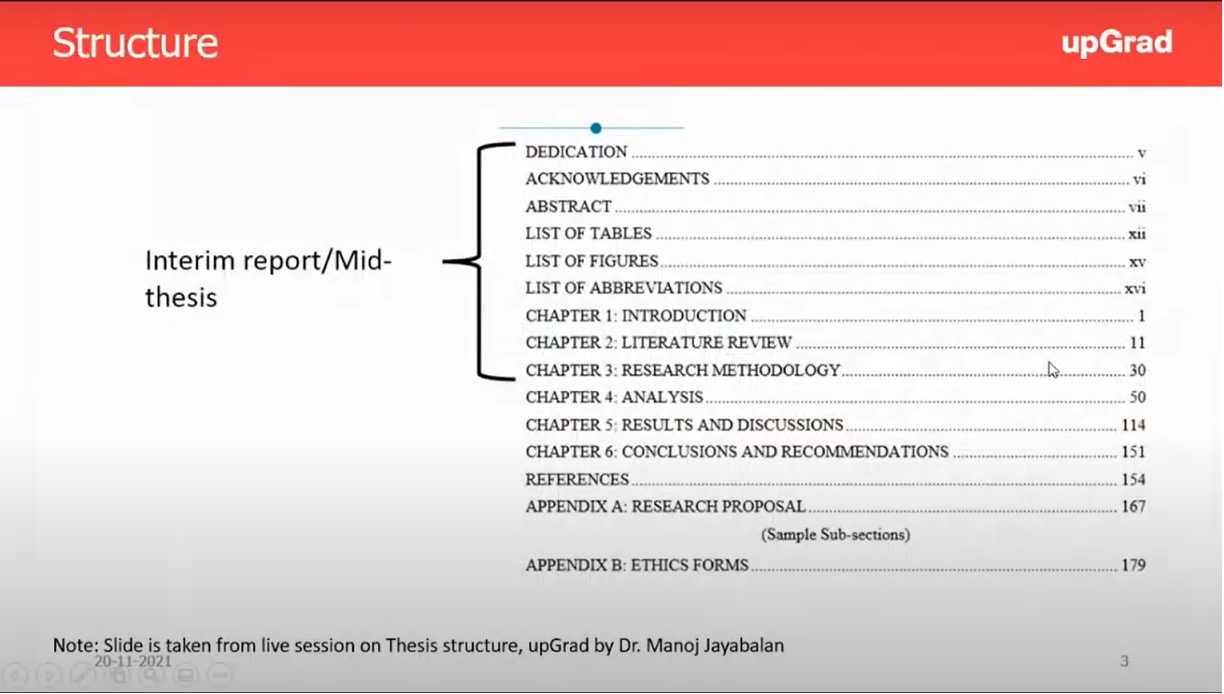 Structure
upGrad
Interim report/Mid-
thesis
DEDICATION v
ACKNOWLEDGEMENTS vi
ABSTRACT vii
LIST OF TABLES xii
LIST OF FIGURES xv
LIST OF ABBREVIATIONS xvi
CHAPTER 1: INTRODUCTION 1
CHAPTER 2: LITERATURE REVIEW 11
CHAPTER 3: RESEARCH METHODOLOGY 30
CHAPTER 4: ANALYSIS 50
CHAPTER 5: RESULTS AND DISCUSSIONS 114
CHAPTER 6: CONCLUSIONS AND RECOMMENDATIONS 151
REFERENCES 154
APPENDIX A: RESEARCH PROPOSAL 167
(Sample Sub-sections)
APPENDIX B: ETHICS FORMS 179
Note: Slide is taken from live session on Thesis structure, upGrad by Dr. Manoj Jayabalan
20-11-2021
3